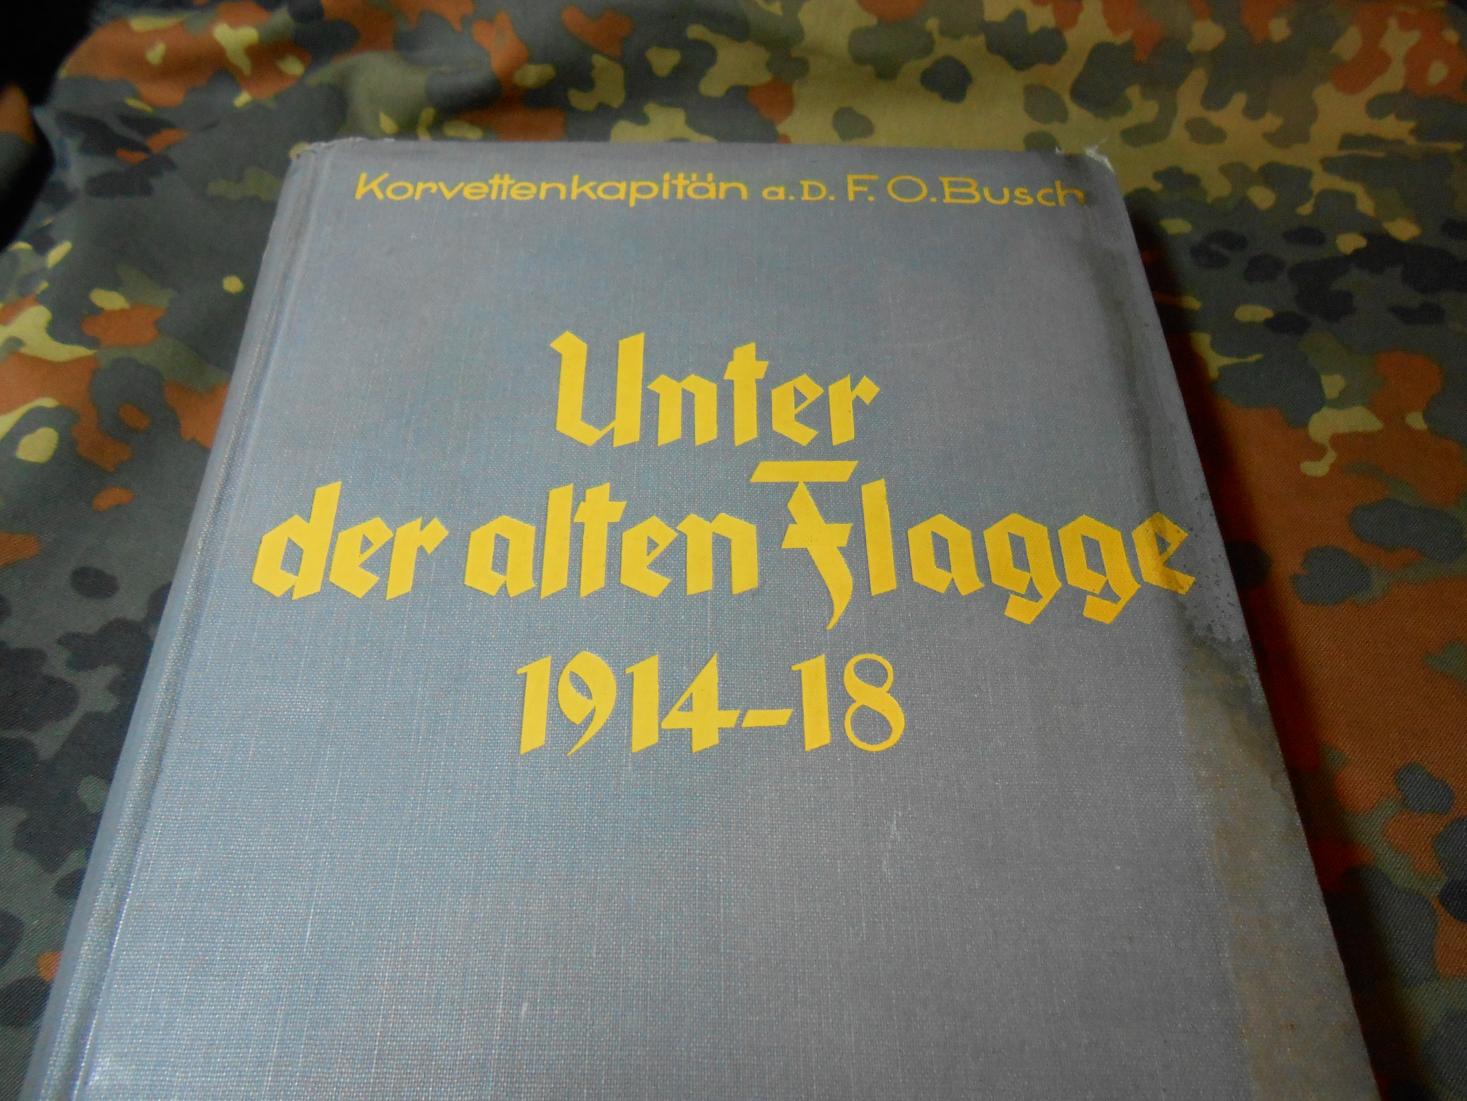 Korvettenkapitän a.D. F. O. Busch
Unter
der alten Flagge
1914-18